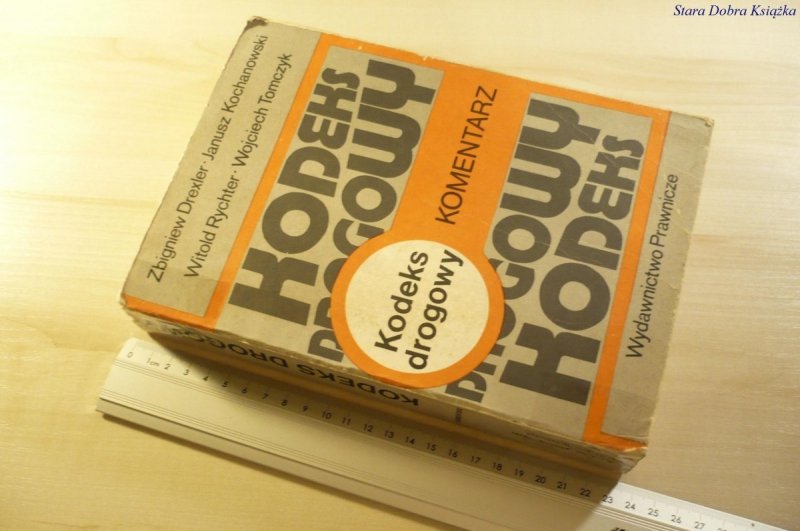 Stara Dobra Książka
Zbigniew Drexler · Janusz Kochanowski
Witold Rychter · Wojciech Tomczyk
KODEKS
DROGOWY
Kodeks
drogowy
KOMENTARZ
DROGOWY
KODEKS
Wydawnictwo Prawnicze
KODEKS
0 1cm 2 3 4 5 6 7 8 9 10 11 12 13 14 15 16 17 18 19 20 21 22 23 24 25 26 27 28